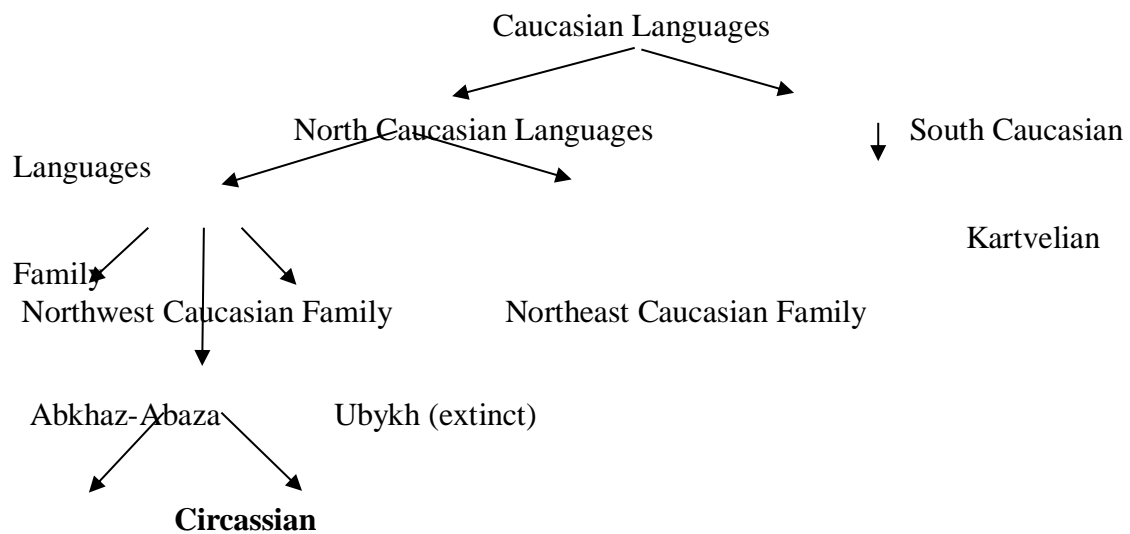 Caucasian Languages
North Caucasian Languages South Caucasian
Languages
Kartvelian
Family
Northwest Caucasian Family Northeast Caucasian Family
Abkhaz-Abaza Ubykh (extinct)
Circassian